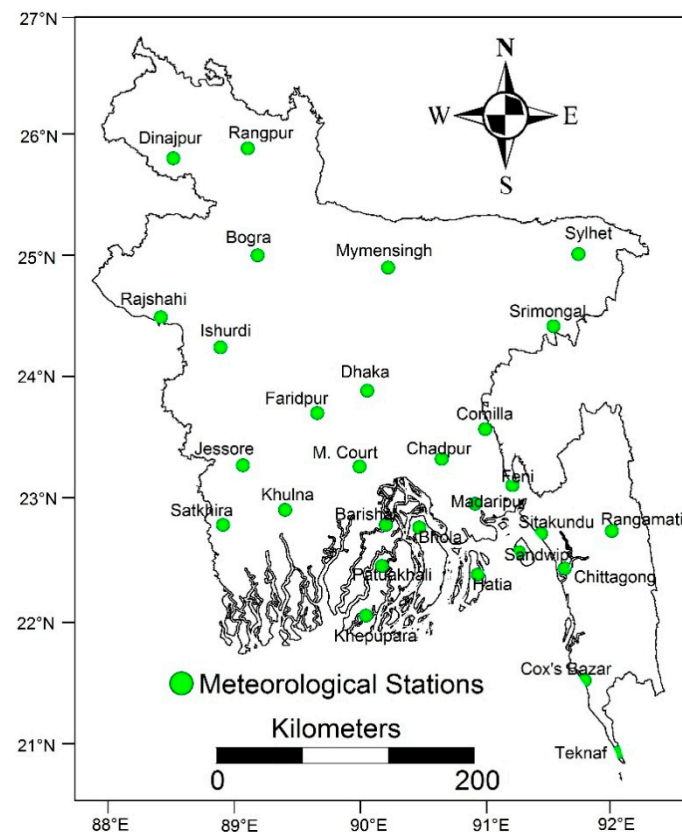 27°N
N
W
E
S
26°N
Dinajpur
Rangpur
25°N
Bogra
Mymensingh
Sylhet
Rajshahi
Ishurdi
Srimongal
24°N
Dhaka
Faridpur
Comilla
Jessore
M. Court
Chadpur
Feni
23°N
Satkhira
Khulna
Barishal
Bhola
Madaripur
Sitakundu
Rangamati
Sandwip
Patuakhali
Hatia
Chittagong
22°N
Khepupara
Cox's Bazar
Meteorological Stations
Kilometers
21°N
Teknaf
0
200
88°E
89°E
90°E
91°E
92°E